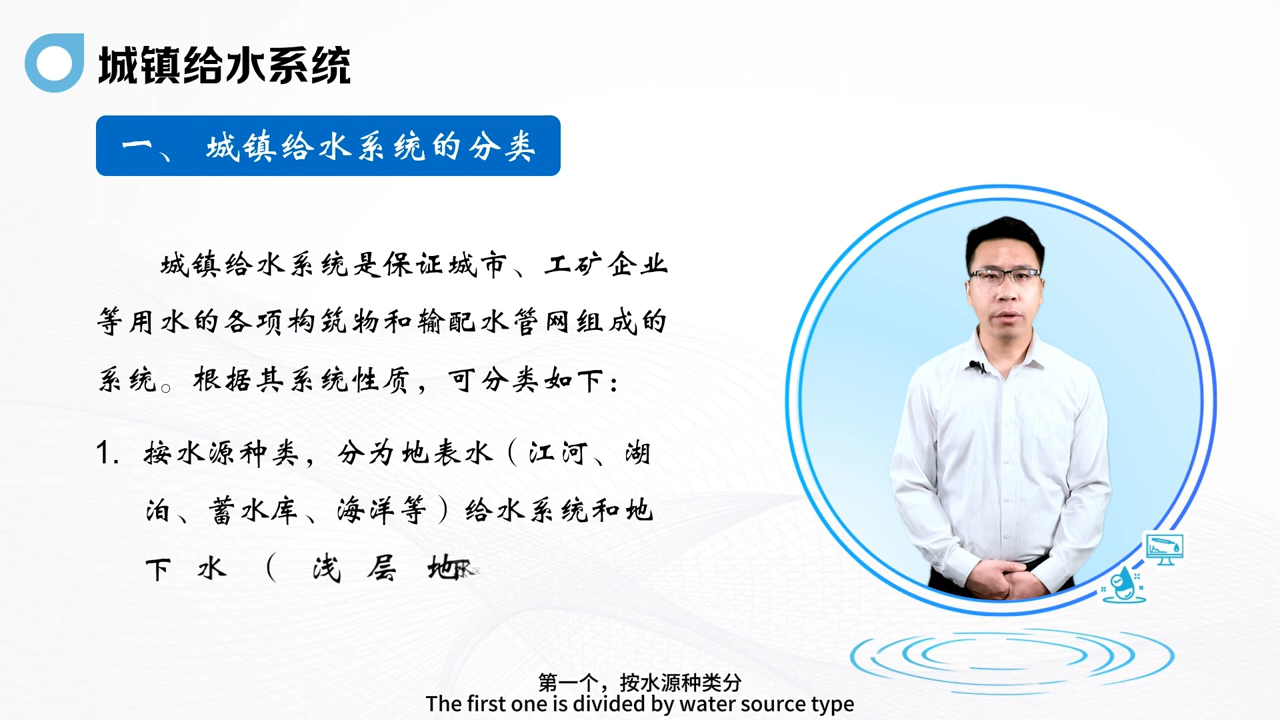 城镇给水系统
一、 城镇给水系统的分类
城镇给水系统是保证城市、工矿企业
等用水的各项构筑物和输配水管网组成的
系统。根据其系统性质，可分类如下：
1. 按水源种类，分为地表水（江河、湖
泊、蓄水库、海洋等）给水系统和地
下水（浅层地
第一个，按水源种类分
The first one is divided by water source type